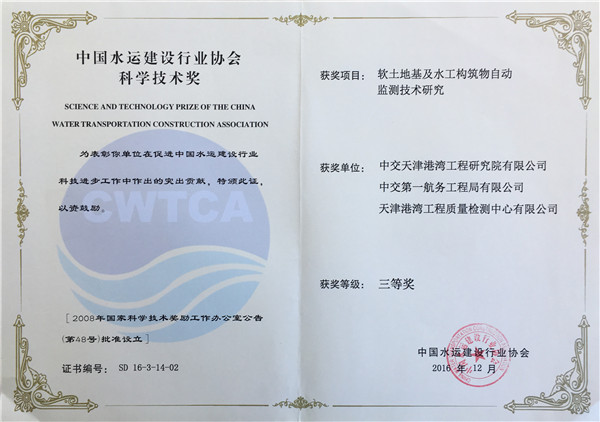 中国水运建设行业协会
科学技术奖
SCIENCE AND TECHNOLOGY PRIZE OF THE CHINA
WATER TRANSPORTATION CONSTRUCTION ASSOCIATION
为表彰你单位在促进中国水运建设行业
科技进步工作中作出的突出贡献，特颁此证，
以资鼓励。
CWTCA
[2008年国家科学技术奖励工作办公室公告
(第48号)批准设立]
证书编号： SD 16-3-14-02
获奖项目： 软土地基及水工构筑物自动
监测技术研究
获奖单位： 中交天津港湾工程研究院有限公司
中交第一航务工程局有限公司
天津港湾工程质量检测中心有限公司
获奖等级： 三等奖
中国水运建设行业协会
2016 年 12 月